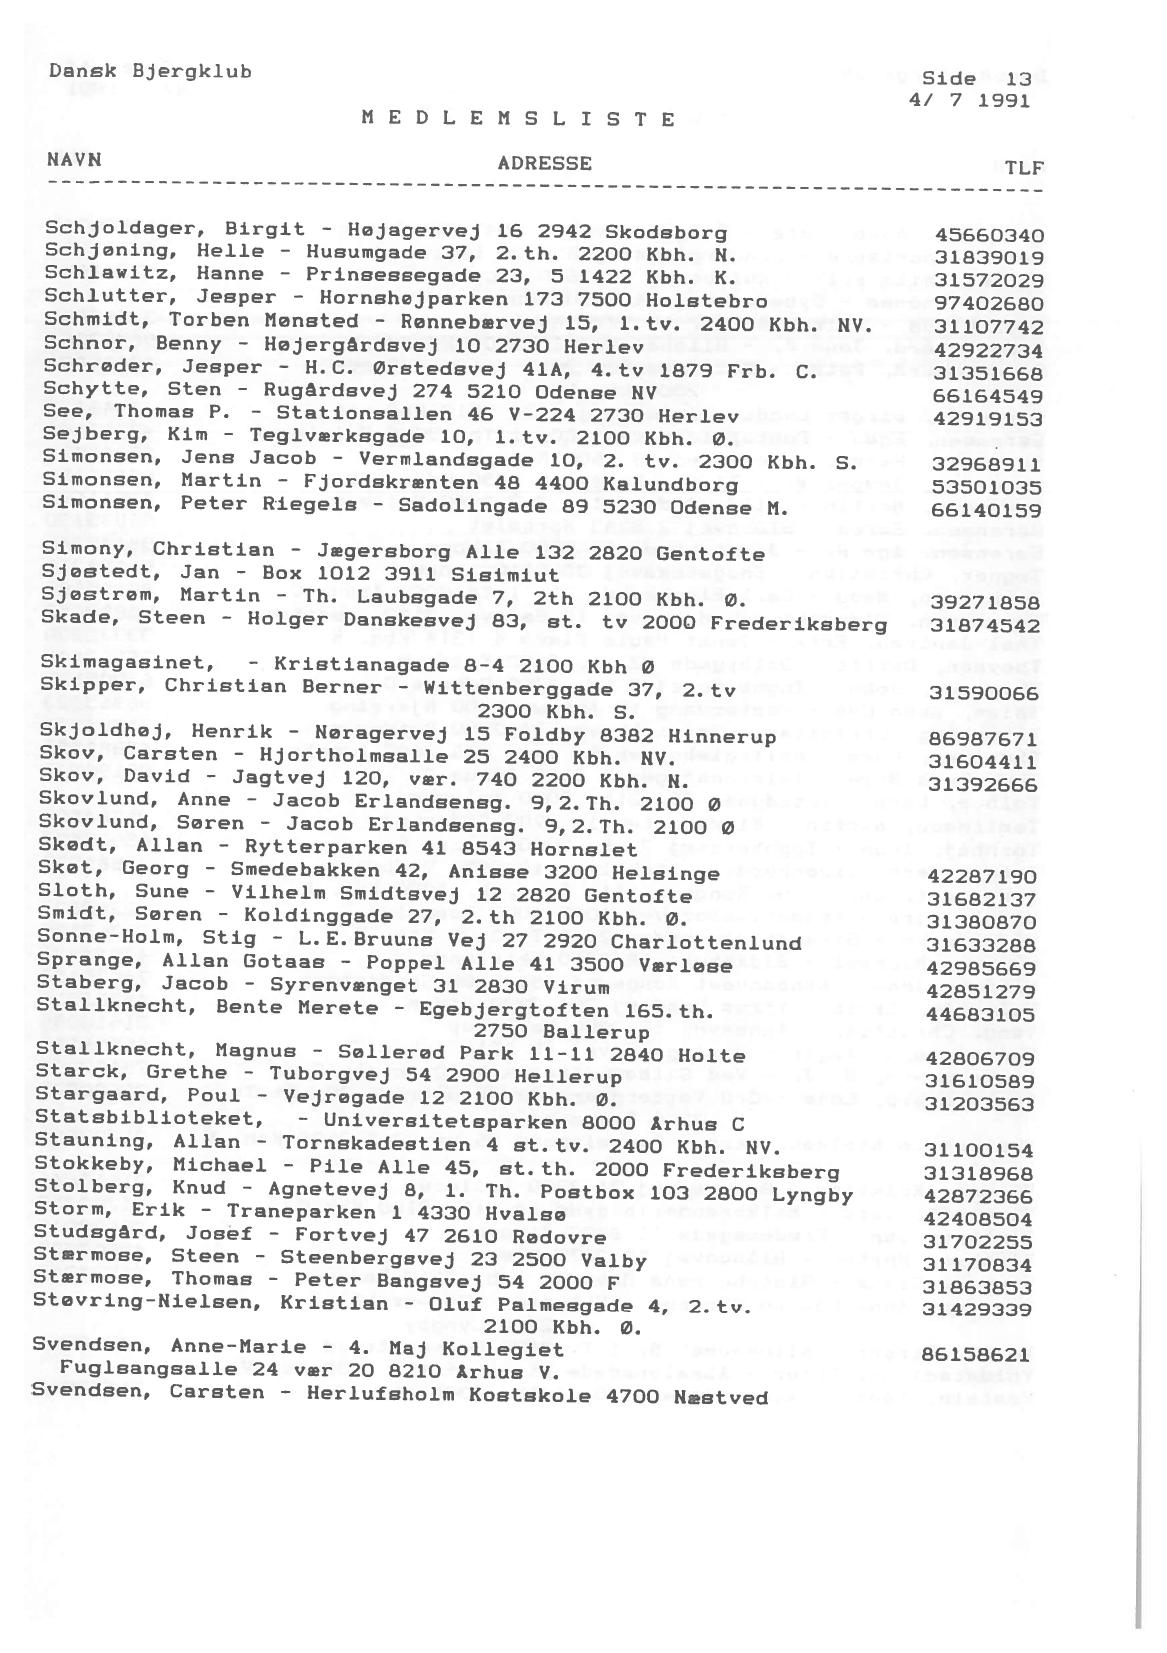 Dansk Bjergklub
Side 13
4/ 7 1991
M E D L E M S L I S T E
NAVN ADRESSE TLF
Schjoldager, Birgit - Højagervej 16 2942 Skodsborg 45660340
Schjøning, Helle - Husumgade 37, 2.th. 2200 Kbh. N. 31839019
Schlawitz, Hanne - Prinsessegade 23, 5 1422 Kbh. K. 31572029
Schlutter, Jesper - Hornshøjparken 173 7500 Holstebro 97402680
Schmidt, Torben Mønsted - Rønnebærvej 15, 1.tv. 2400 Kbh. NV. 31107742
Schnor, Benny - Højergårdsvej 10 2730 Herlev 42922734
Schrøder, Jesper - H.C. Ørstedsvej 41A, 4.tv 1879 Frb. C. 31351668
Schytte, Sten - Rugårdsvej 274 5210 Odense NV 66164549
See, Thomas P. - Stationsallen 46 V-224 2730 Herlev 42919153
Sejberg, Kim - Teglværksgade 10, 1.tv. 2100 Kbh. Ø.
Simonsen, Jens Jacob - Vermlandsgade 10, 2. tv. 2300 Kbh. S. 32968911
Simonsen, Martin - Fjordskrænten 48 4400 Kalundborg 53501035
Simonsen, Peter Riegels - Sadolingade 89 5230 Odense M. 66140159
Simony, Christian - Jægersborg Alle 132 2820 Gentofte
Sjøstedt, Jan - Box 1012 3911 Sisimiut
Sjøstrøm, Martin - Th. Laubsgade 7, 2th 2100 Kbh. Ø. 39271858
Skade, Steen - Holger Danskesvej 83, st. tv 2000 Frederiksberg 31874542
Skimagasinet, - Kristianagade 8-4 2100 Kbh Ø
Skipper, Christian Berner - Wittenberggade 37, 2.tv 31590066
2300 Kbh. S.
Skjoldhøj, Henrik - Nøragervej 15 Foldby 8382 Hinnerup 86987671
Skov, Carsten - Hjortholmsalle 25 2400 Kbh. NV. 31604411
Skov, David - Jagtvej 120, vær. 740 2200 Kbh. N. 31392666
Skovlund, Anne - Jacob Erlandsensg. 9,2.Th. 2100 Ø
Skovlund, Søren - Jacob Erlandsensg. 9,2.Th. 2100 Ø
Skødt, Allan - Rytterparken 41 8543 Hornslet
Skøt, Georg - Smedebakken 42, Anisse 3200 Helsinge 42287190
Sloth, Sune - Vilhelm Smidtsvej 12 2820 Gentofte 31682137
Smidt, Søren - Koldinggade 27, 2.th 2100 Kbh. Ø. 31380870
Sonne-Holm, Stig - L.E.Bruuns Vej 27 2920 Charlottenlund 31633288
Sprange, Allan Gotaas - Poppel Alle 41 3500 Værløse 42985669
Staberg, Jacob - Syrenvænget 31 2830 Virum 42851279
Stallknecht, Bente Merete - Egebjergtoften 165.th. 44683105
2750 Ballerup
Stallknecht, Magnus - Søllerød Park 11-11 2840 Holte 42806709
Starck, Grethe - Tuborgvej 54 2900 Hellerup 31610589
Stargaard, Poul - Vejrøgade 12 2100 Kbh. Ø. 31203563
Statsbiblioteket, - Universitetsparken 8000 Århus C
Stauning, Allan - Tornskadestien 4 st.tv. 2400 Kbh. NV. 31100154
Stokkeby, Michael - Pile Alle 45, st.th. 2000 Frederiksberg 31318968
Stolberg, Knud - Agnetevej 8, 1. Th. Postbox 103 2800 Lyngby 42872366
Storm, Erik - Traneparken 1 4330 Hvalsø 42408504
Studsgård, Josef - Fortvej 47 2610 Rødovre 31702255
Stærmose, Steen - Steenbergsvej 23 2500 Valby 31170834
Stærmose, Thomas - Peter Bangsvej 54 2000 F 31863853
Støvring-Nielsen, Kristian - Oluf Palmesgade 4, 2.tv. 31429339
2100 Kbh. Ø.
Svendsen, Anne-Marie - 4. Maj Kollegiet 86158621
Fuglsangsalle 24 vær 20 8210 Århus V.
Svendsen, Carsten - Herlufsholm Kostskole 4700 Næstved